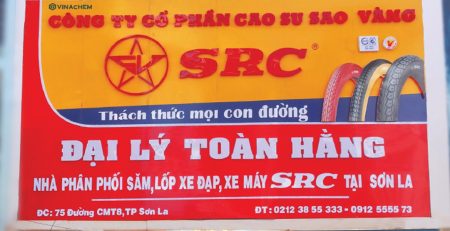 VINACHEM
CÔNG TY CỔ PHẦN CAO SU SAO VÀNG
SRC®
Thách thức mọi con đường
ĐẠI LÝ TOÀN HẰNG
NHÀ PHÂN PHỐI SĂM,LỐP XE ĐẠP,XE MÁY SRC TẠI SƠN LA
ĐC: 75 Đường CMT8,TP Sơn La ĐT: 0212 38 55 333 - 0912 5555 73